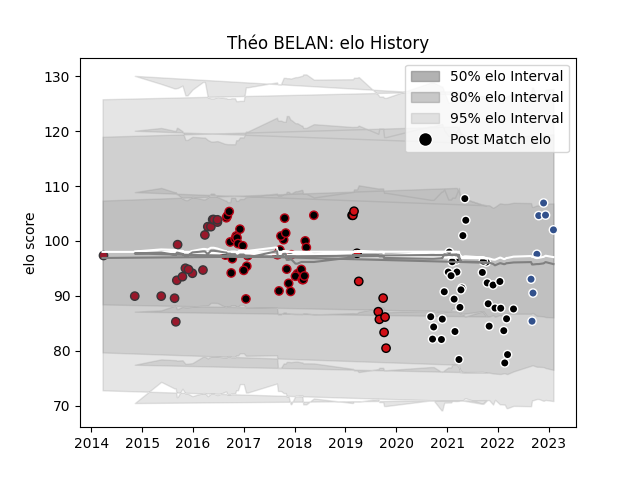 Théo BELAN: elo History
50% elo Interval
80% elo Interval
95% elo Interval
Post Match elo
elo score
130
120
110
100
90
80
70
2014 2015 2016 2017 2018 2019 2020 2021 2022 2023